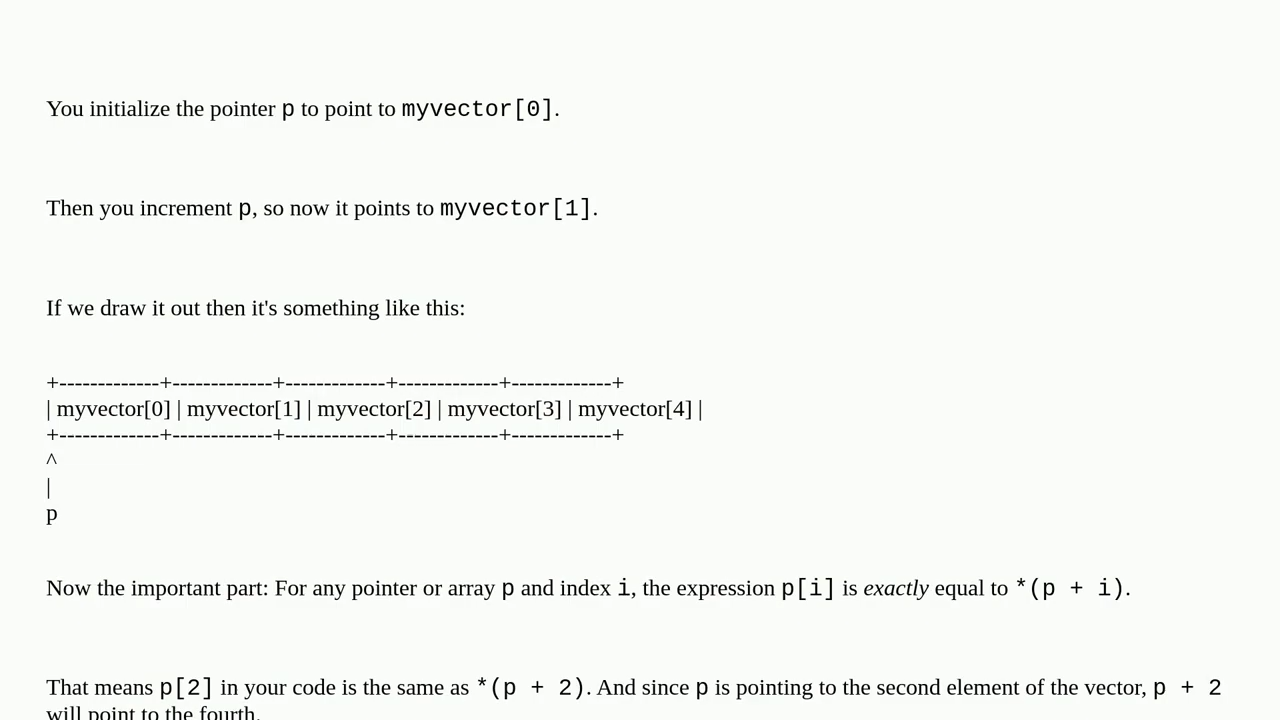 You initialize the pointer p to point to myvector[0].
Then you increment p, so now it points to myvector[1].
If we draw it out then it's something like this:
+-------------+-------------+-------------+-------------+-------------+
| myvector[0] | myvector[1] | myvector[2] | myvector[3] | myvector[4] |
+-------------+-------------+-------------+-------------+-------------+
^
|
p
Now the important part: For any pointer or array p and index i, the expression p[i] is exactly equal to *(p + i).
That means p[2] in your code is the same as *(p + 2). And since p is pointing to the second element of the vector, p + 2
will point to the fourth.